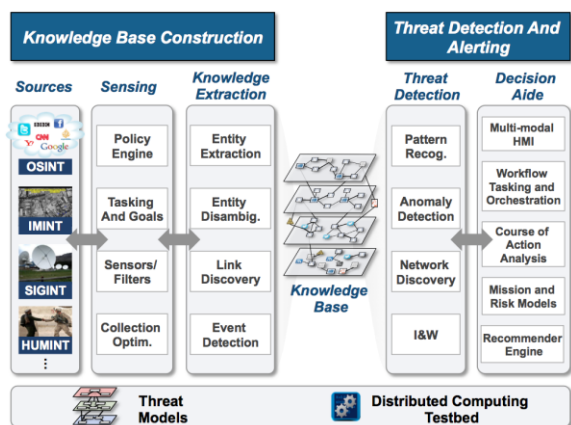 Knowledge Base Construction
Threat Detection And
Alerting
Sources
Sensing
Knowledge
Extraction
Threat
Detection
Decision
Aide
BBC
CNN
Google
OSINT
IMINT
SIGINT
HUMINT
Policy
Engine
Tasking
And Goals
Sensors/
Filters
Collection
Optim.
Entity
Extraction
Entity
Disambig.
Link
Discovery
Event
Detection
Knowledge
Base
Pattern
Recog.
Anomaly
Detection
Network
Discovery
I&W
Multi-modal
HMI
Workflow
Tasking and
Orchestration
Course of
Action
Analysis
Mission and
Risk Models
Recommender
Engine
Threat
Models
Distributed Computing
Testbed